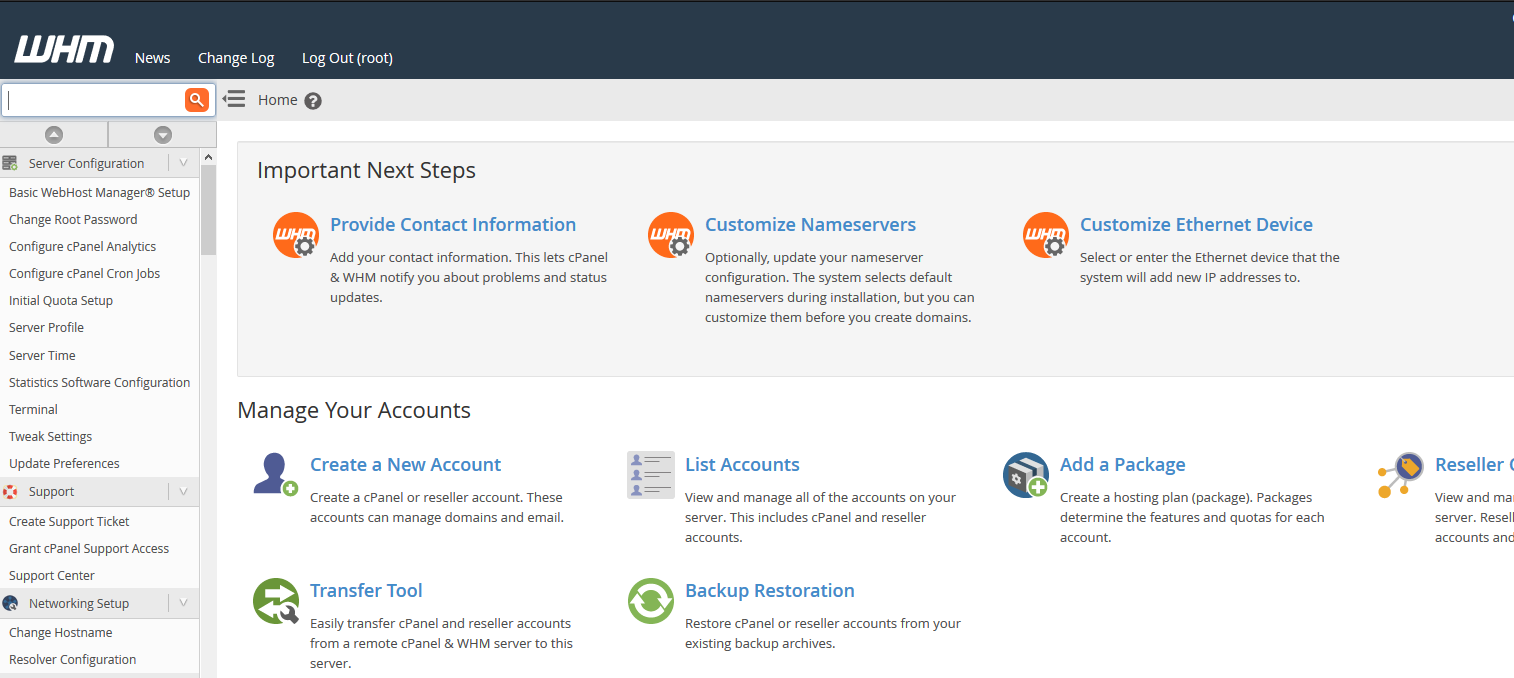 WHM News Change Log Log Out (root)
Home
Server Configuration
Basic WebHost Manager® Setup
Change Root Password
Configure cPanel Analytics
Configure cPanel Cron Jobs
Initial Quota Setup
Server Profile
Server Time
Statistics Software Configuration
Terminal
Tweak Settings
Update Preferences
Support
Create Support Ticket
Grant cPanel Support Access
Support Center
Networking Setup
Change Hostname
Resolver Configuration
Important Next Steps
WHM
Provide Contact Information
Add your contact information. This lets cPanel
& WHM notify you about problems and status
updates.
WHM
Customize Nameservers
Optionally, update your nameserver
configuration. The system selects default
nameservers during installation, but you can
customize them before you create domains.
WHM
Customize Ethernet Device
Select or enter the Ethernet device that the
system will add new IP addresses to.
Manage Your Accounts
Create a New Account
Create a cPanel or reseller account. These
accounts can manage domains and email.
List Accounts
View and manage all of the accounts on your
server. This includes cPanel and reseller
accounts.
Add a Package
Create a hosting plan (package). Packages
determine the features and quotas for each
account.
Reseller
View and
server.
accounts and
Transfer Tool
Easily transfer cPanel and reseller accounts
from a remote cPanel & WHM server to this
server.
Backup Restoration
Restore cPanel or reseller accounts from your
existing backup archives.